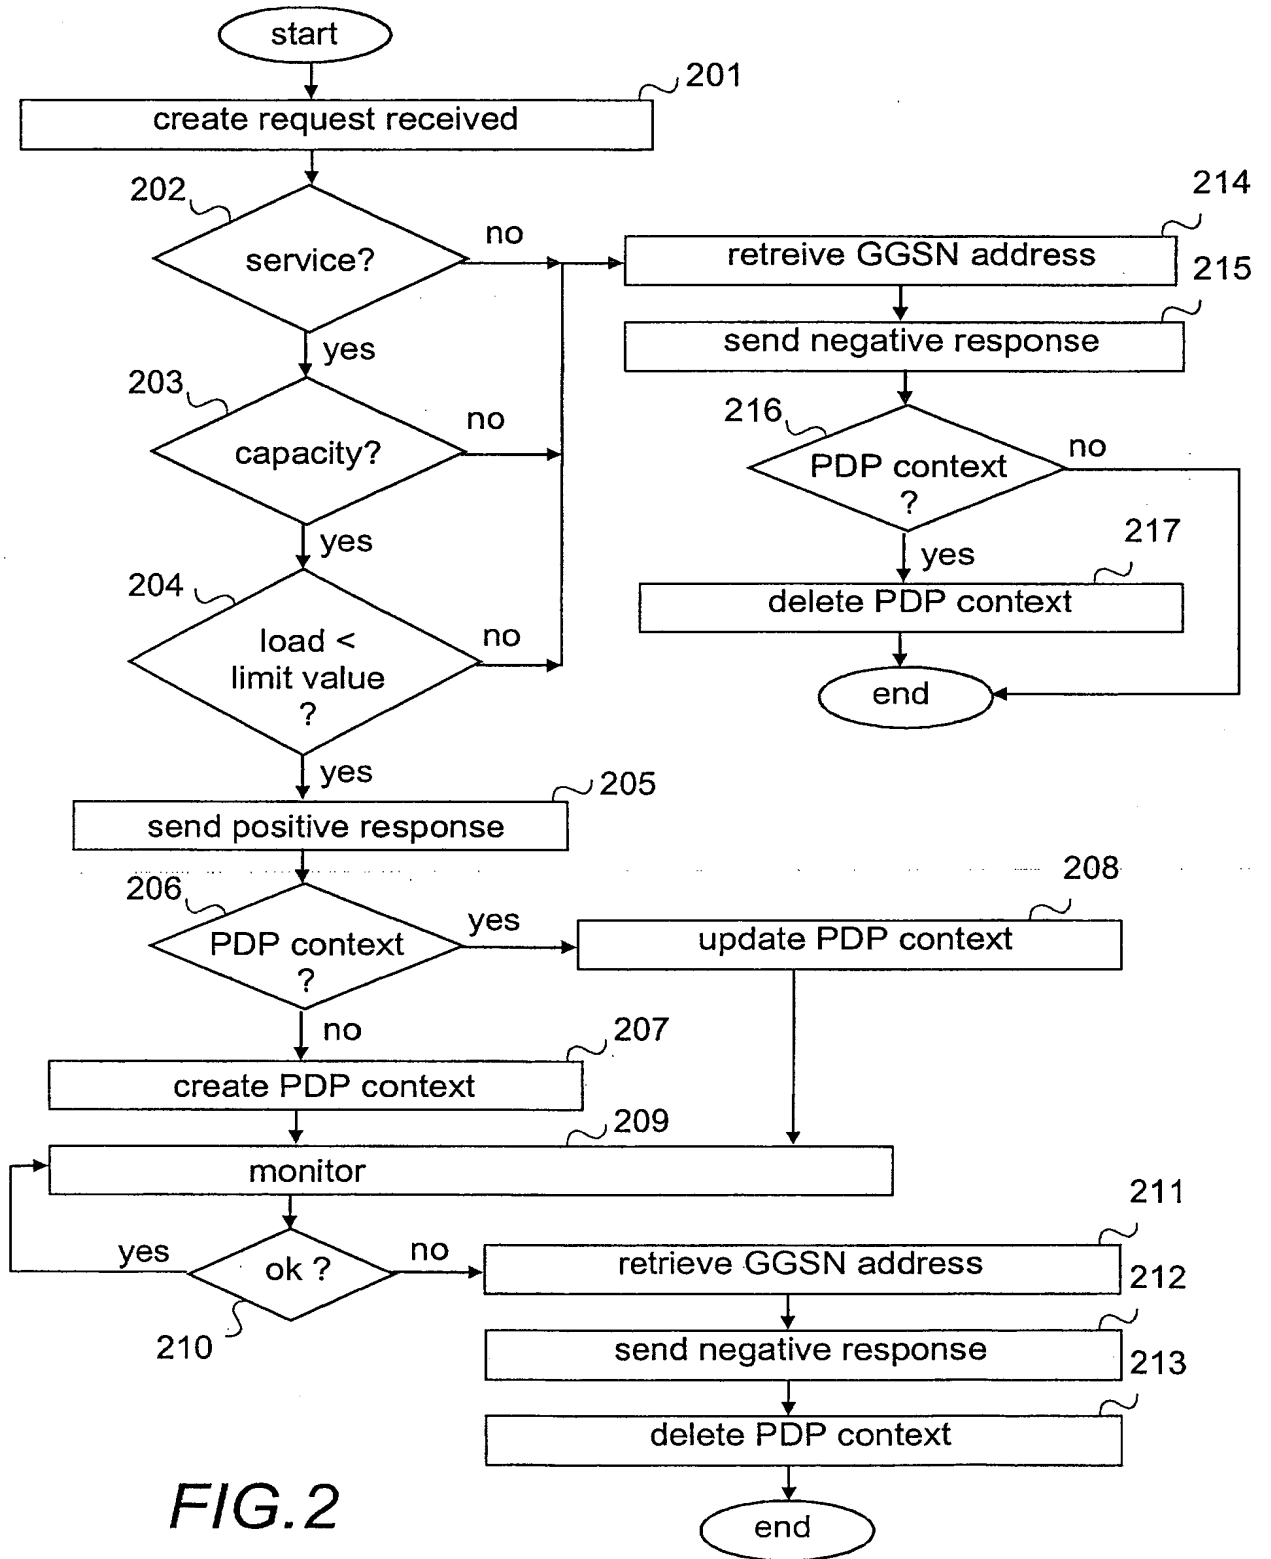 start
201
create request received
202
service?
no
214
retreive GGSN address
215
send negative response
yes
203
capacity?
no
216
PDP context
?
no
yes
217
delete PDP context
end
yes
204
load <
limit value
?
no
yes
205
send positive response
206
PDP context
?
yes
208
update PDP context
no
207
create PDP context
209
monitor
yes
ok ?
no
210
211
retrieve GGSN address
212
send negative response
213
delete PDP context
end
FIG.2